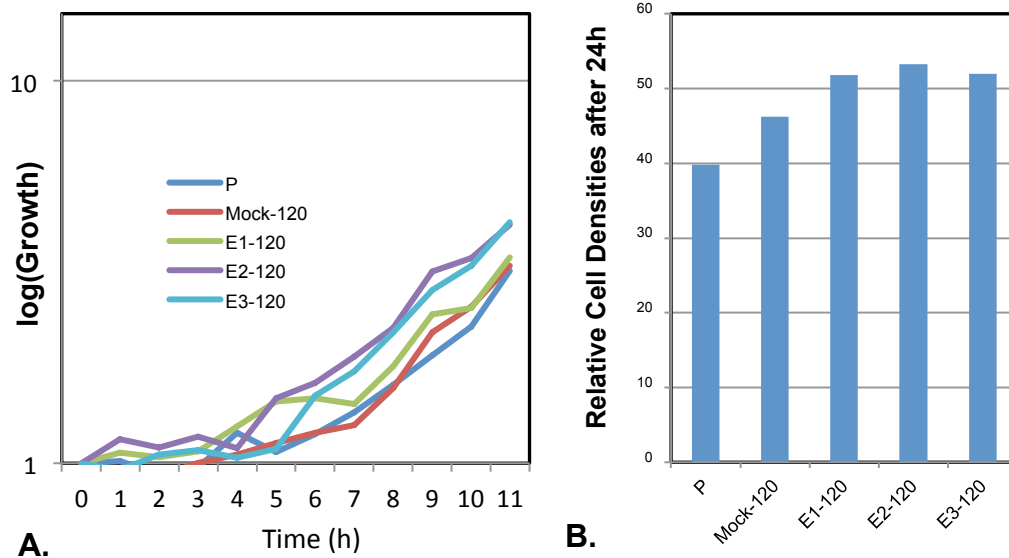 log(Growth)
10
1
P
Mock-120
E1-120
E2-120
E3-120
0 1 2 3 4 5 6 7 8 9 10 11
Time (h)
A.
Relative Cell Densities after 24h
60
50
40
30
20
10
0
P
Mock-120
E1-120
E2-120
E3-120
B.